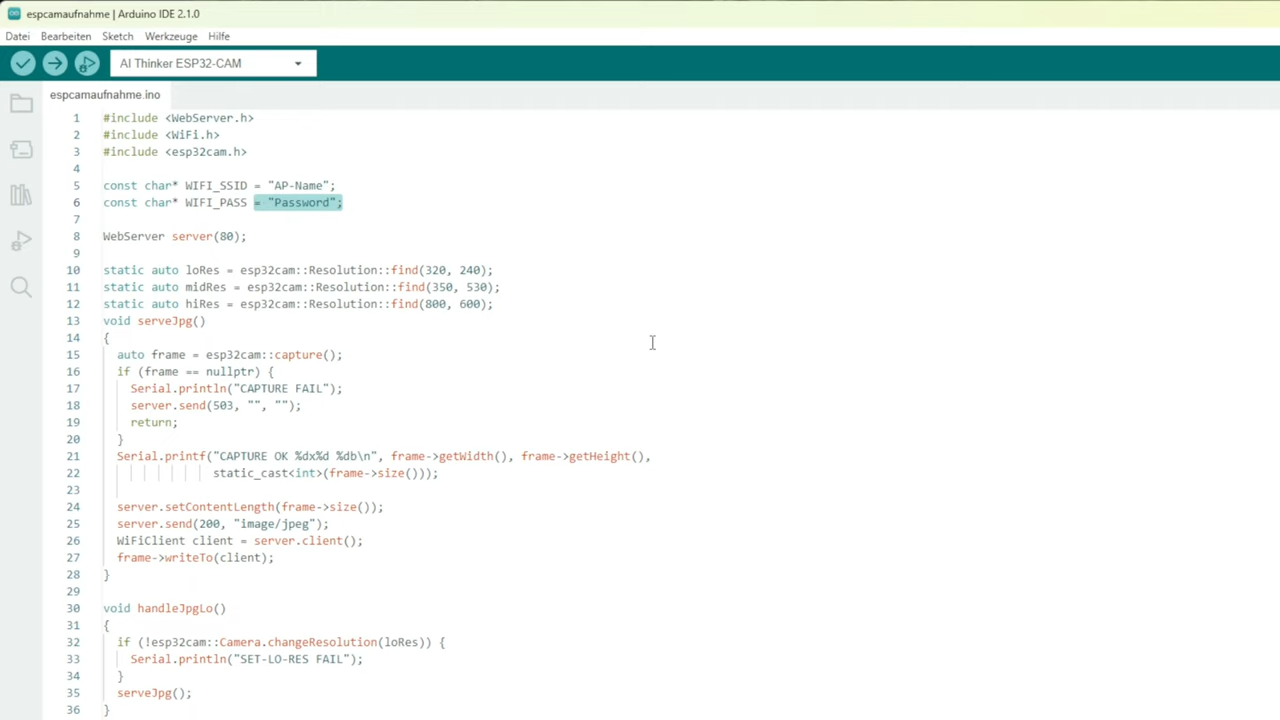 espcamaufnahme | Arduino IDE 2.1.0
Datei Bearbeiten Sketch Werkzeuge Hilfe
AI Thinker ESP32-CAM
espcamaufnahme.ino
1 #include <WebServer.h>
2 #include <WiFi.h>
3 #include <esp32cam.h>
4
5 const char* WIFI_SSID = "AP-Name";
6 const char* WIFI_PASS = "Password";
7
8 WebServer server(80);
9
10 static auto loRes = esp32cam::Resolution::find(320, 240);
11 static auto midRes = esp32cam::Resolution::find(350, 530);
12 static auto hiRes = esp32cam::Resolution::find(800, 600);
13 void serveJpg()
14 {
15   auto frame = esp32cam::capture();
16   if (frame == nullptr) {
17     Serial.println("CAPTURE FAIL");
18     server.send(503, "", "");
19     return;
20   }
21   Serial.printf("CAPTURE OK %dx%d %db\n", frame->getWidth(), frame->getHeight(),
22                 static_cast<int>(frame->size()));
23
24   server.setContentLength(frame->size());
25   server.send(200, "image/jpeg");
26   WiFiClient client = server.client();
27   frame->writeTo(client);
28 }
29
30 void handleJpgLo()
31 {
32   if (!esp32cam::Camera.changeResolution(loRes)) {
33     Serial.println("SET-LO-RES FAIL");
34   }
35   serveJpg();
36 }